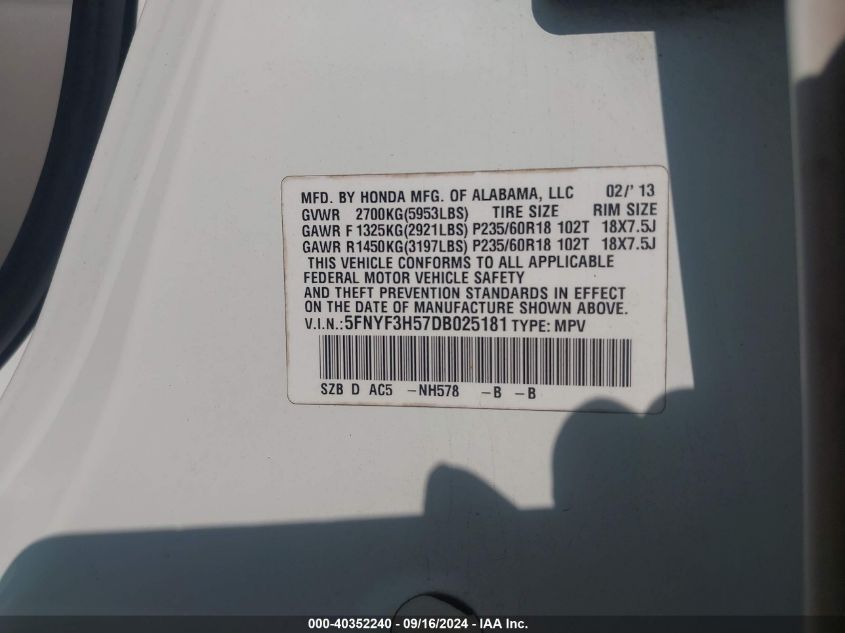 MFD. BY HONDA MFG. OF ALABAMA, LLC 02/' 13
GVWR 2700KG(5953LBS) TIRE SIZE RIM SIZE
GAWR F 1325KG(2921LBS) P235/60R18 102T 18X7.5J
GAWR R1450KG(3197LBS) P235/60R18 102T 18X7.5J
THIS VEHICLE CONFORMS TO ALL APPLICABLE
FEDERAL MOTOR VEHICLE SAFETY
AND THEFT PREVENTION STANDARDS IN EFFECT
ON THE DATE OF MANUFACTURE SHOWN ABOVE.
V.I.N.:5FNYF3H57DB025181 TYPE: MPV
SZB D AC5 -NH578 -B -B
000-40352240 - 09/16/2024 - IAA Inc.